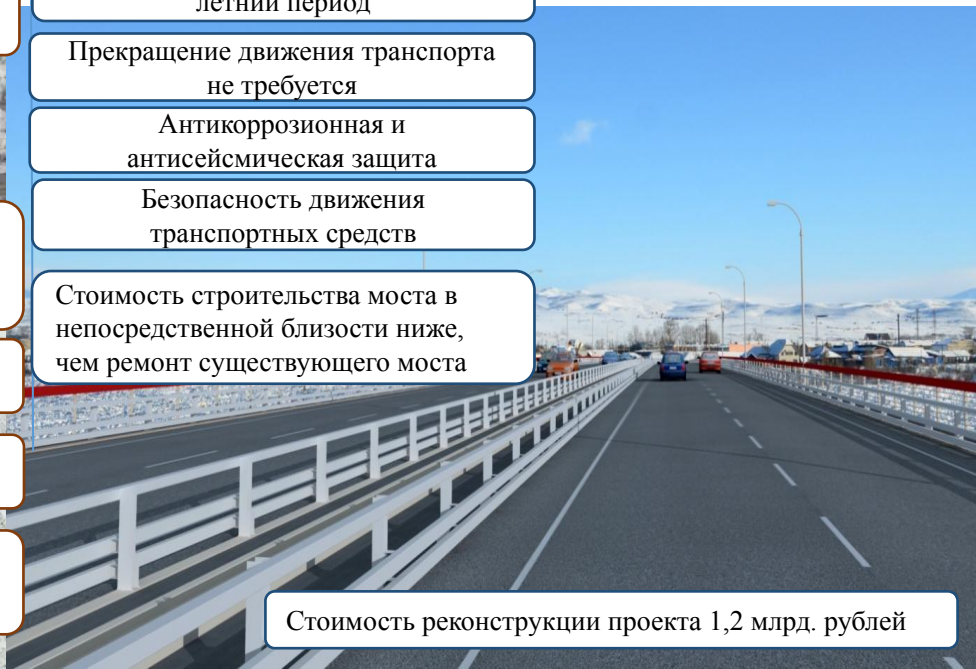 летний период
Прекращение движения транспорта
не требуется
Антикоррозионная и
антисейсмическая защита
Безопасность движения
транспортных средств
Стоимость строительства моста в
непосредственной близости ниже,
чем ремонт существующего моста
Стоимость реконструкции проекта 1,2 млрд. рублей